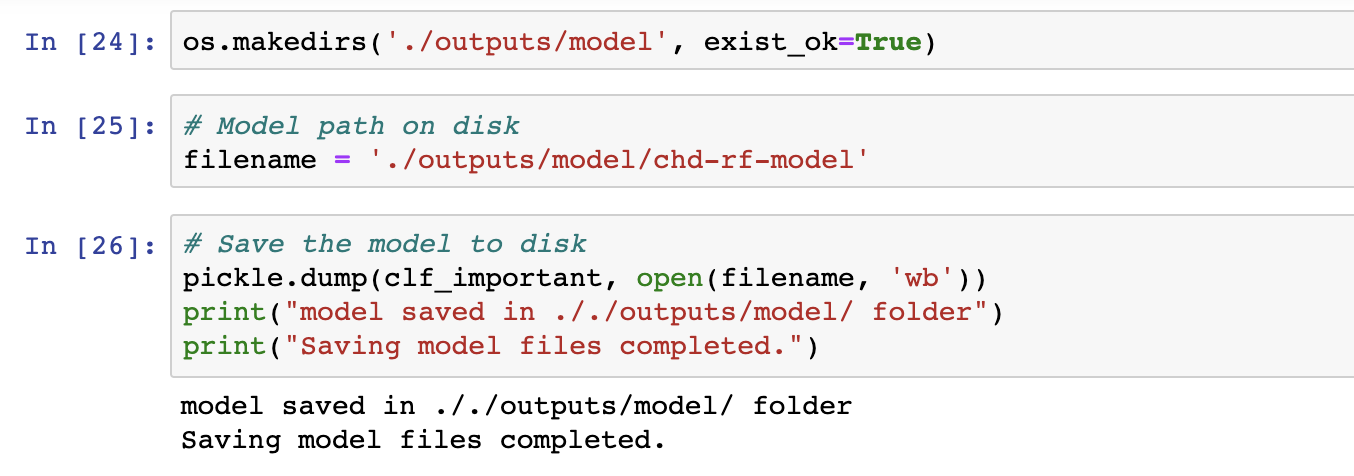 In [24]: os.makedirs('./outputs/model', exist_ok=True)
In [25]: # Model path on disk
filename = './outputs/model/chd-rf-model'
In [26]: # Save the model to disk
pickle.dump(clf_important, open(filename, 'wb'))
print("model saved in ././outputs/model/ folder")
print("Saving model files completed.")
model saved in ././outputs/model/ folder
Saving model files completed.